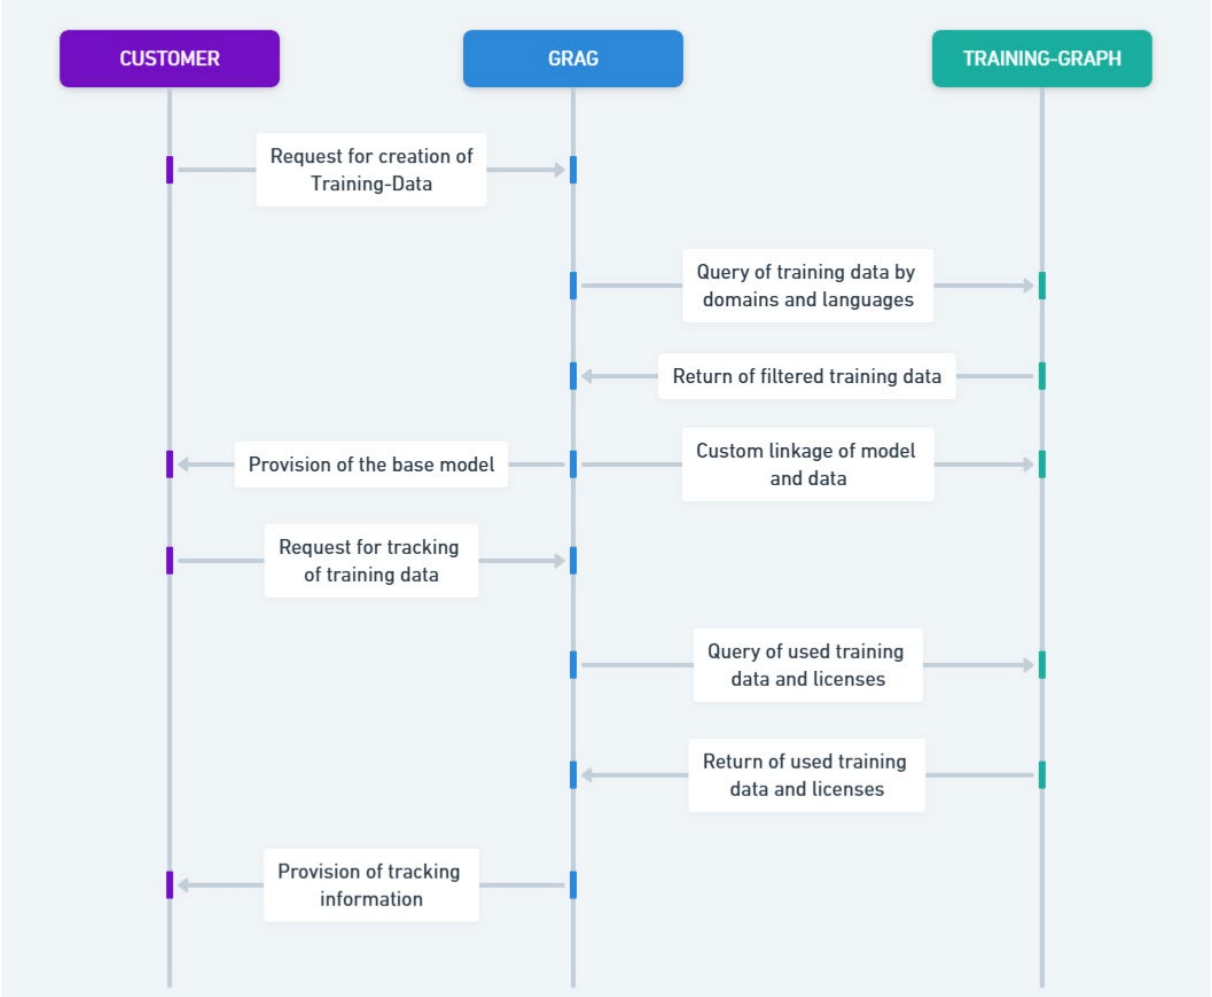 CUSTOMER
GRAG
TRAINING-GRAPH
Request for creation of
Training-Data
Query of training data by
domains and languages
Return of filtered training data
Provision of the base model
Custom linkage of model
and data
Request for tracking
of training data
Query of used training
data and licenses
Return of used training
data and licenses
Provision of tracking
information